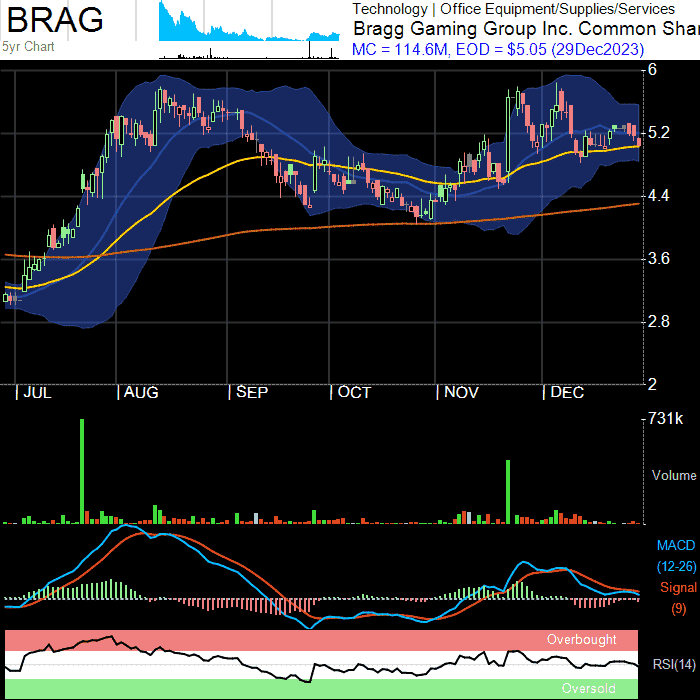 BRAG
5yr Chart
Technology | Office Equipment/Supplies/Services
Bragg Gaming Group Inc. Common Shar
MC = 114.6M, EOD = $5.05 (29Dec2023)
6
5.2
4.4
3.6
2.8
2
JUL AUG SEP OCT NOV DEC
731k
Volume
MACD
(12-26)
Signal
(9)
Overbought
RSI(14)
Oversold